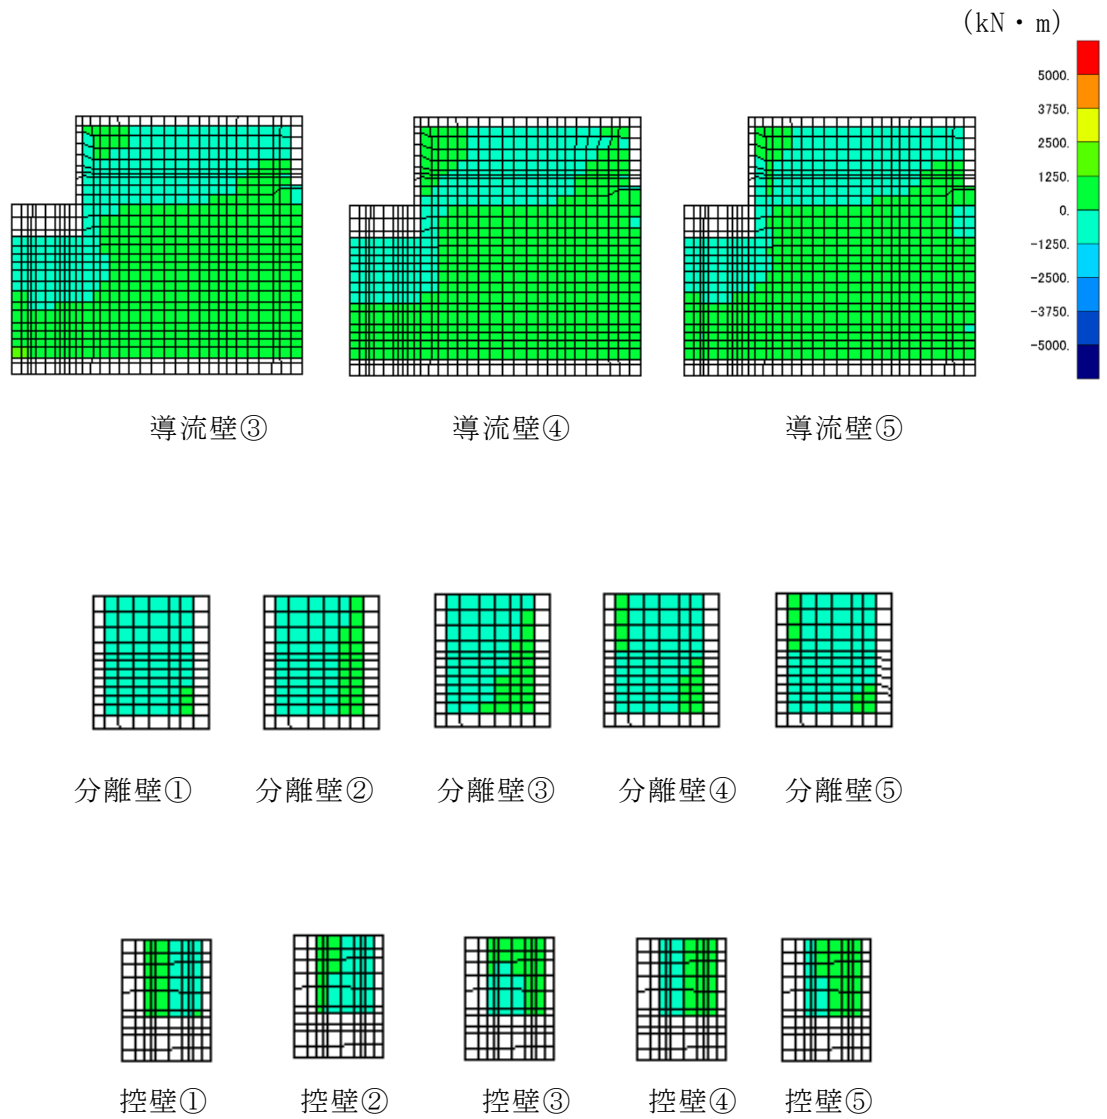 (kN・m)
5000.
3750.
2500.
1250.
0.
-1250.
-2500.
-3750.
-5000.
導流壁③ 導流壁④ 導流壁⑤
分離壁① 分離壁② 分離壁③ 分離壁④ 分離壁⑤
控壁① 控壁② 控壁③ 控壁④ 控壁⑤